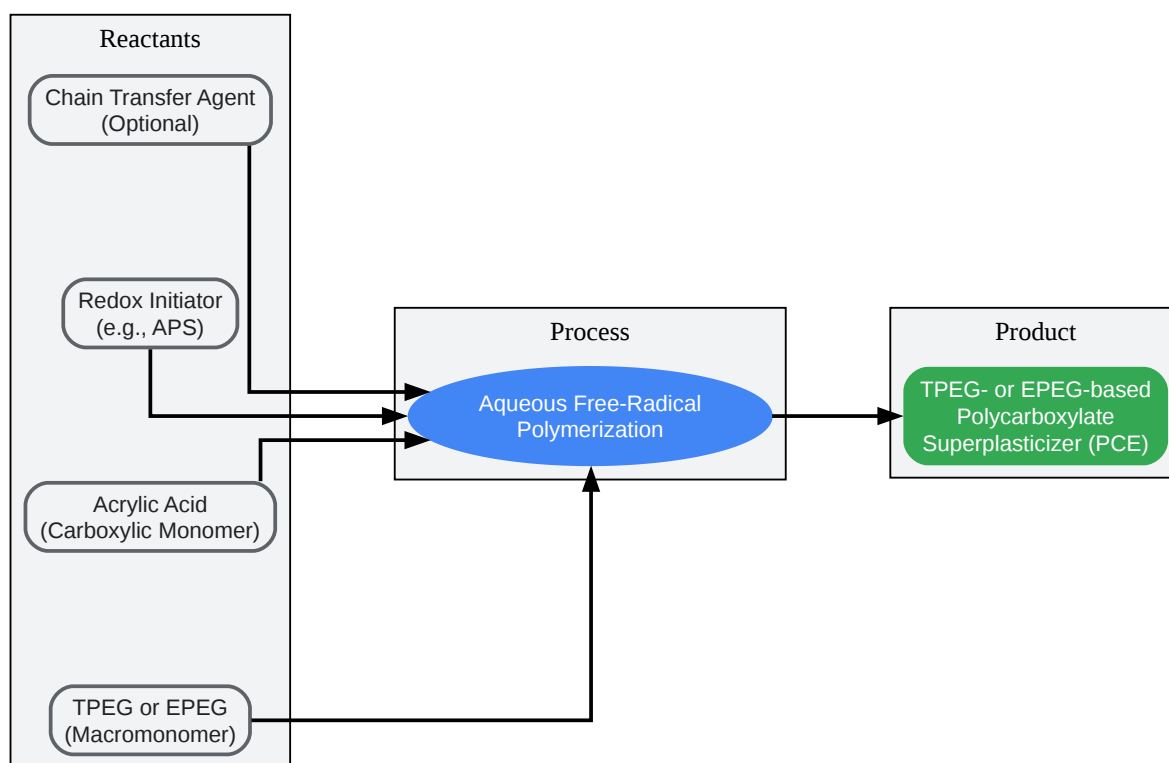 Reactants
Chain Transfer Agent
(Optional)
Redox Initiator
(e.g., APS)
Acrylic Acid
(Carboxylic Monomer)
TPEG or EPEG
(Macromonomer)
Process
Aqueous Free-Radical
Polymerization
Product
TPEG- or EPEG-based
Polycarboxylate
Superplasticizer (PCE)